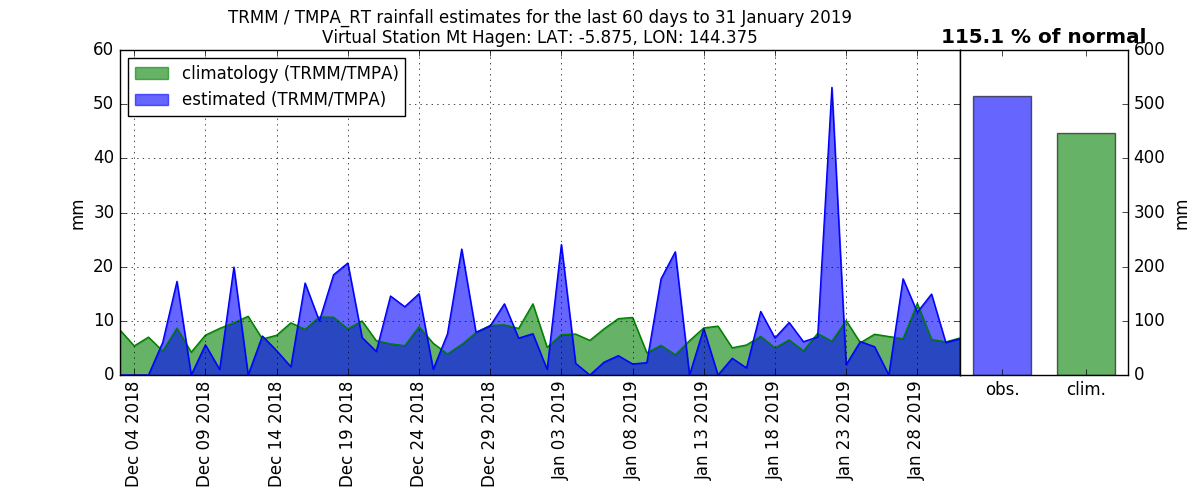 TRMM / TMPA_RT rainfall estimates for the last 60 days to 31 January 2019
Virtual Station Mt Hagen: LAT: -5.875, LON: 144.375
115.1 % of normal
climatology (TRMM/TMPA)
estimated (TRMM/TMPA)
mm
60
50
40
30
20
10
0
Dec 04 2018
Dec 09 2018
Dec 14 2018
Dec 19 2018
Dec 24 2018
Dec 29 2018
Jan 03 2019
Jan 08 2019
Jan 13 2019
Jan 18 2019
Jan 23 2019
Jan 28 2019
obs.
clim.
600
500
400
300
200
100
0
mm